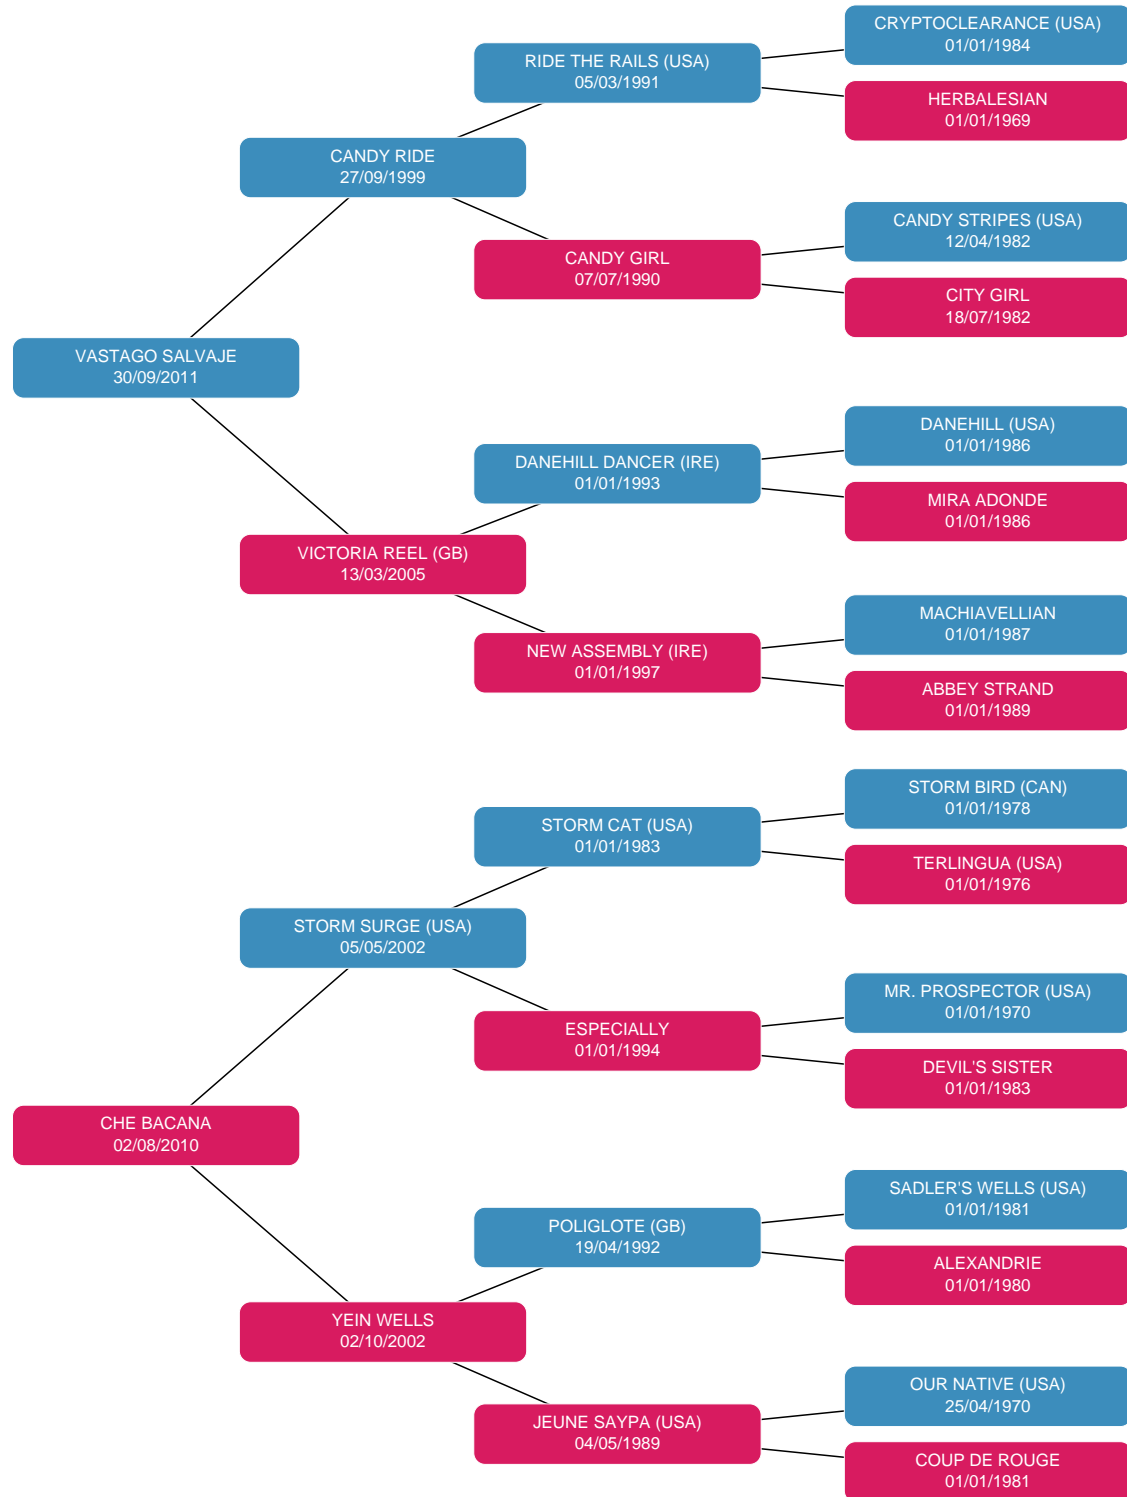 CRYPTOCLEARANCE (USA)
01/01/1984
RIDE THE RAILS (USA)
05/03/1991
HERBALESIAN
01/01/1969
CANDY RIDE
27/09/1999
CANDY STRIPES (USA)
12/04/1982
CANDY GIRL
07/07/1990
CITY GIRL
18/07/1982
VASTAGO SALVAJE
30/09/2011
DANEHILL (USA)
01/01/1986
DANEHILL DANCER (IRE)
01/01/1993
MIRA ADONDE
01/01/1986
VICTORIA REEL (GB)
13/03/2005
MACHIAVELLIAN
01/01/1987
NEW ASSEMBLY (IRE)
01/01/1997
ABBEY STRAND
01/01/1989
STORM BIRD (CAN)
01/01/1978
STORM CAT (USA)
01/01/1983
TERLINGUA (USA)
01/01/1976
STORM SURGE (USA)
05/05/2002
MR. PROSPECTOR (USA)
01/01/1970
ESPECIALLY
01/01/1994
DEVIL'S SISTER
01/01/1983
CHE BACANA
02/08/2010
SADLER'S WELLS (USA)
01/01/1981
POLIGLOTE (GB)
19/04/1992
ALEXANDRIE
01/01/1980
YEIN WELLS
02/10/2002
OUR NATIVE (USA)
25/04/1970
JEUNE SAYPA (USA)
04/05/1989
COUP DE ROUGE
01/01/1981